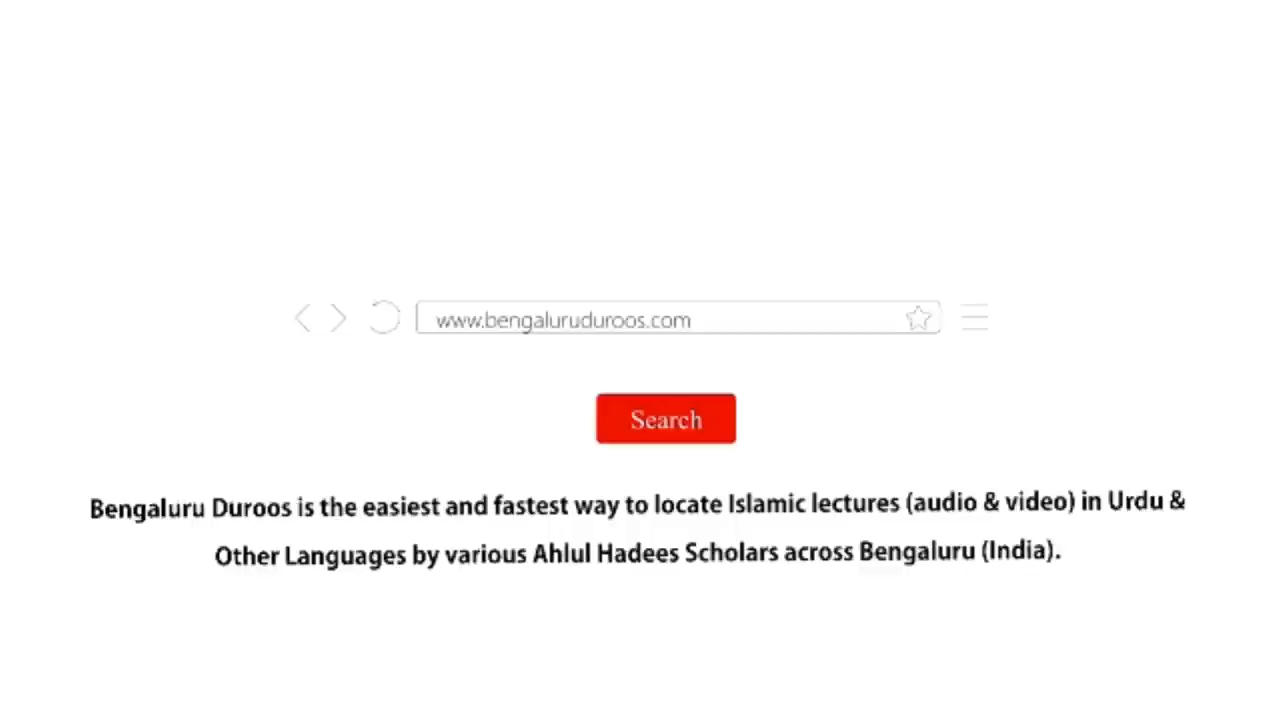 www.bengaluruduroos.com
Search
Bengaluru Duroos is the easiest and fastest way to locate Islamic lectures (audio & video) in Urdu &
Other Languages by various Ahlul Hadees Scholars across Bengaluru (India).